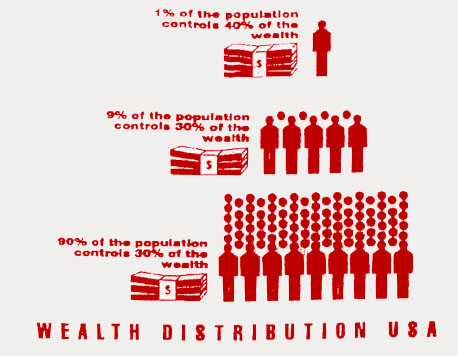 1% of the population
controls 40% of the
wealth
$
9% of the population
controls 30% of the
wealth
$
90% of the population
controls 30% of the
wealth
$
WEALTH DISTRIBUTION USA